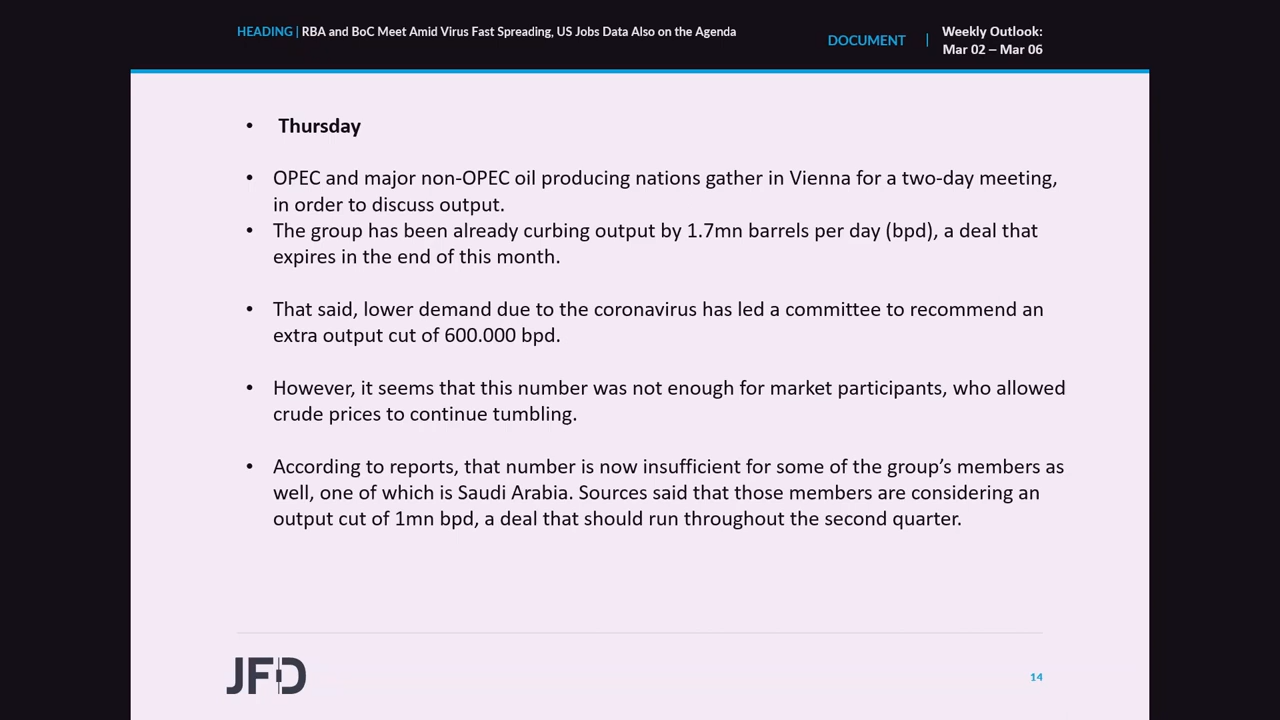 HEADING | RBA and BoC Meet Amid Virus Fast Spreading, US Jobs Data Also on the Agenda
DOCUMENT | Weekly Outlook:
Mar 02 – Mar 06
• Thursday
• OPEC and major non-OPEC oil producing nations gather in Vienna for a two-day meeting,
in order to discuss output.
• The group has been already curbing output by 1.7mn barrels per day (bpd), a deal that
expires in the end of this month.
• That said, lower demand due to the coronavirus has led a committee to recommend an
extra output cut of 600.000 bpd.
• However, it seems that this number was not enough for market participants, who allowed
crude prices to continue tumbling.
• According to reports, that number is now insufficient for some of the group’s members as
well, one of which is Saudi Arabia. Sources said that those members are considering an
output cut of 1mn bpd, a deal that should run throughout the second quarter.
JFD
14